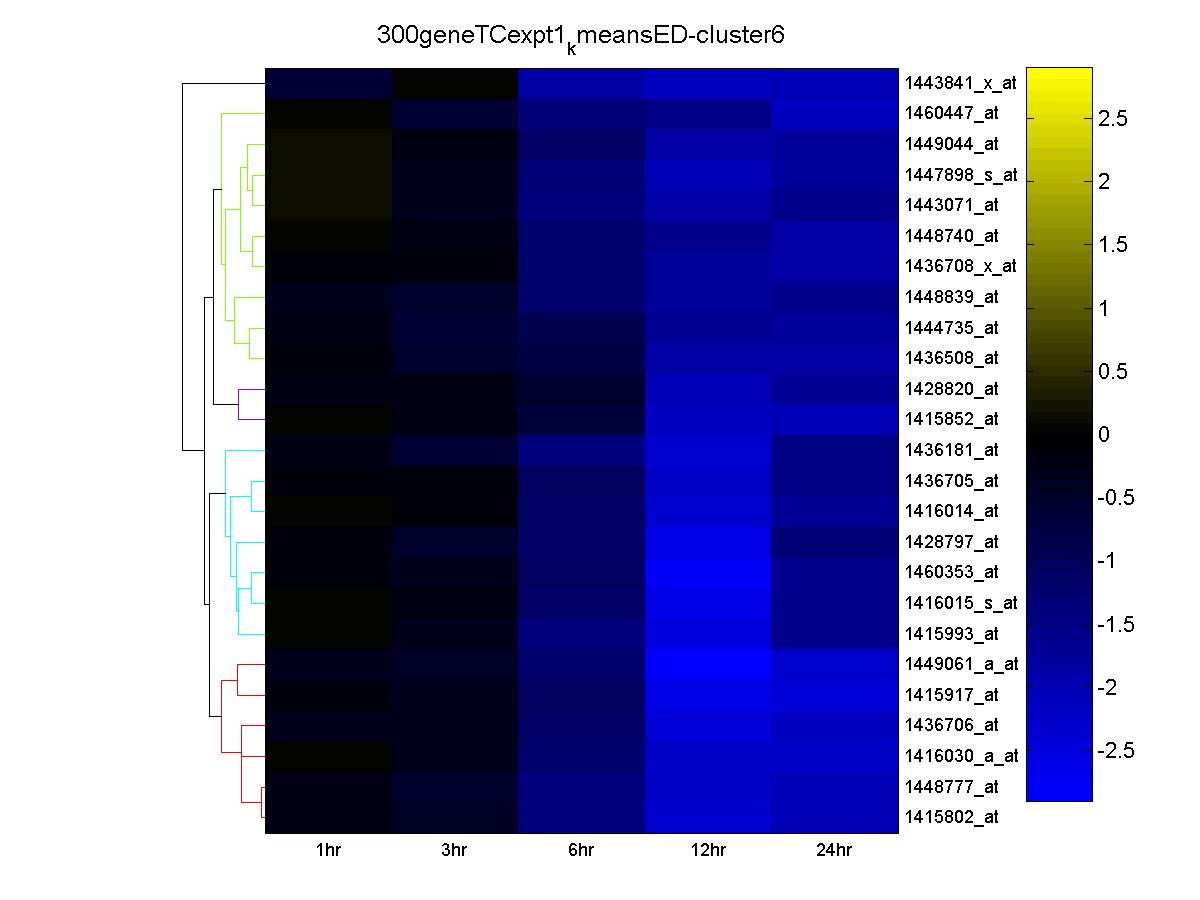 300geneTCexpt1kmeansED-cluster6
1443841_x_at
1460447_at
1449044_at
1447898_s_at
1443071_at
1448740_at
1436708_x_at
1448839_at
1444735_at
1436508_at
1428820_at
1415852_at
1436181_at
1436705_at
1416014_at
1428797_at
1460353_at
1416015_s_at
1415993_at
1449061_a_at
1415917_at
1436706_at
1416030_a_at
1448777_at
1415802_at
1hr 3hr 6hr 12hr 24hr
2.5
2
1.5
1
0.5
0
-0.5
-1
-1.5
-2
-2.5